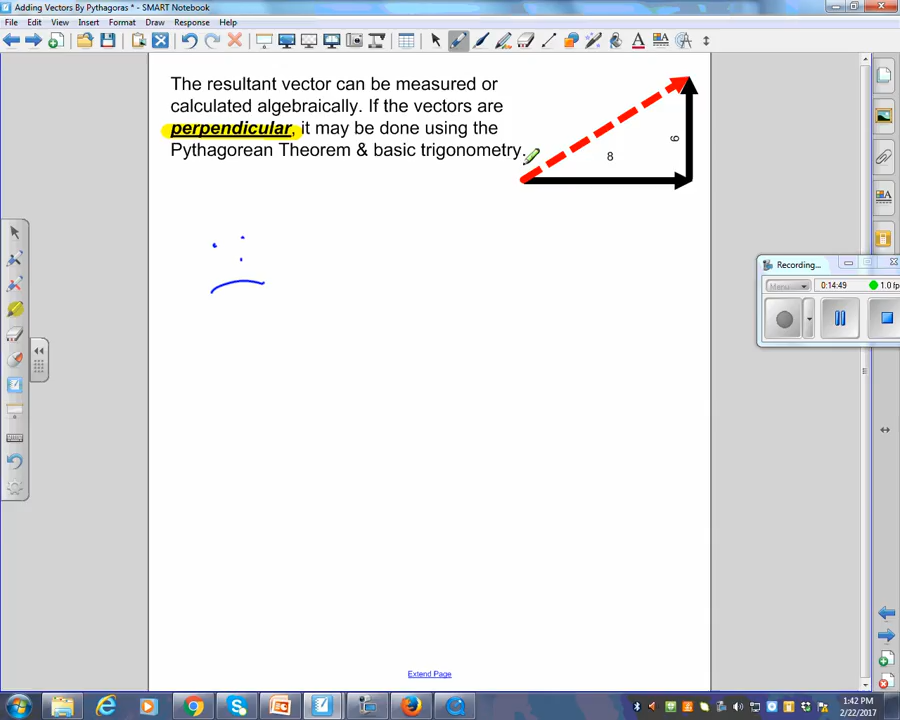 Adding Vectors By Pythagoras * - SMART Notebook
File Edit View Insert Format Draw Response Help
The resultant vector can be measured or
calculated algebraically. If the vectors are
perpendicular, it may be done using the
Pythagorean Theorem & basic trigonometry.
8
6
Recording...
Menu
0:14:49
1.0 fp
Extend Page
1:42 PM
2/22/2017